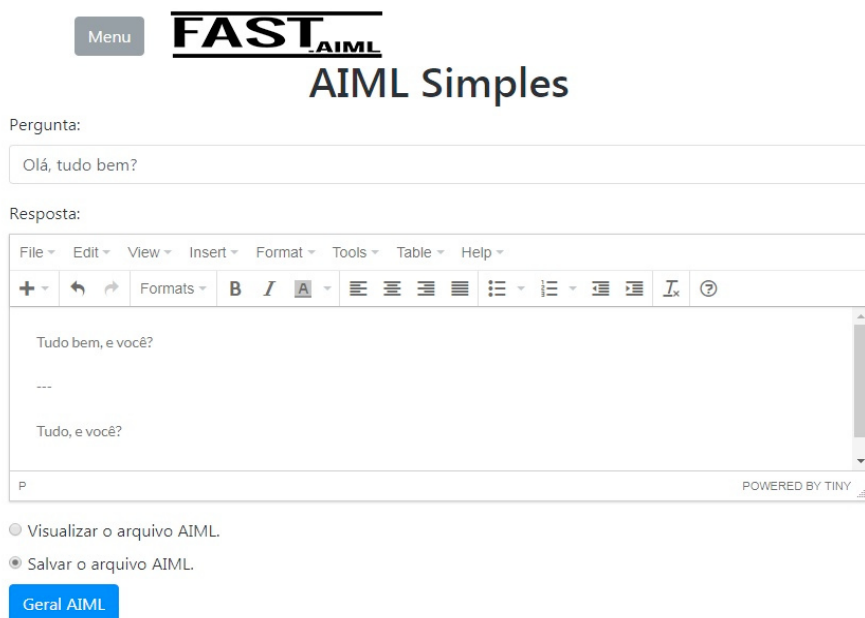 Menu
FAST.AIML
AIML Simples
Pergunta:
Olá, tudo bem?
Resposta:
File Edit View Insert Format Tools Table Help
Formats B I A
Tudo bem, e você?
---
Tudo, e você?
P POWERED BY TINY
Visualizar o arquivo AIML.
Salvar o arquivo AIML.
Geral AIML